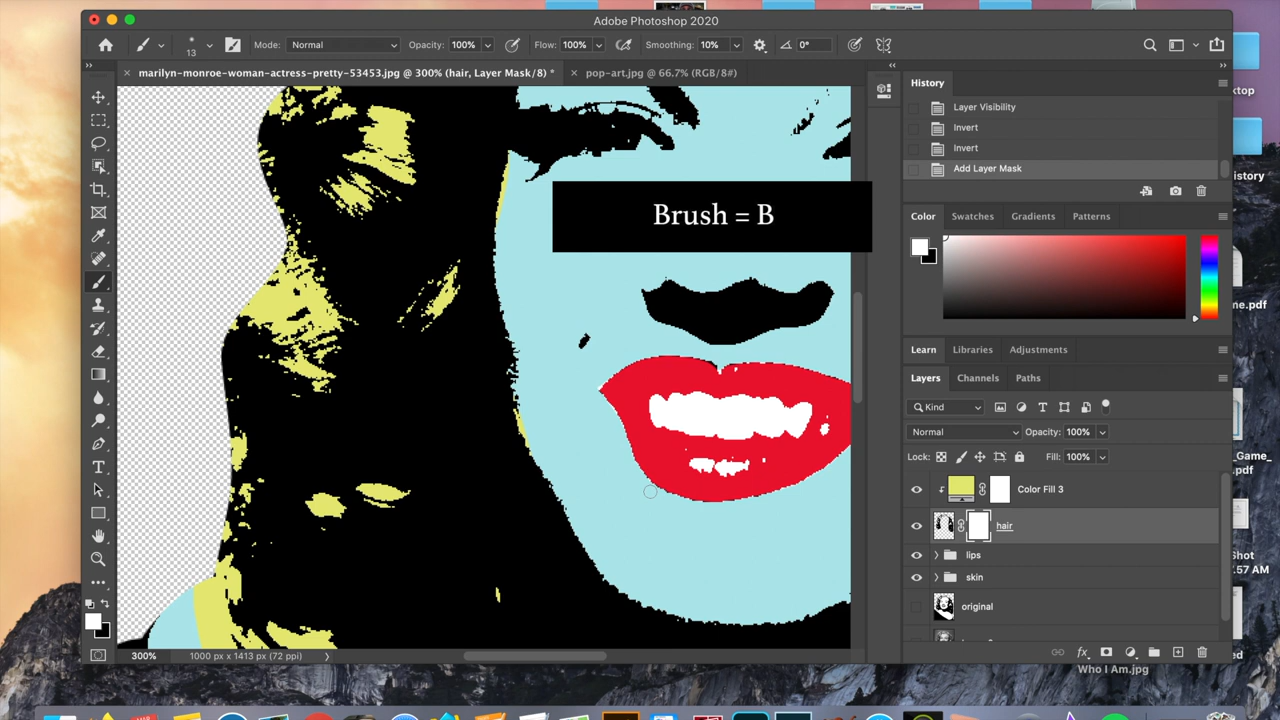 Adobe Photoshop 2020
13
Mode: Normal
Opacity: 100%
Flow: 100%
Smoothing: 10%
0°
marilyn-monroe-woman-actress-pretty-53453.jpg @ 300% (hair, Layer Mask/8) *
pop-art.jpg @ 66.7% (RGB/8#)
History
Layer Visibility
Invert
Invert
Add Layer Mask
Brush = B
Color Swatches Gradients Patterns
Learn Libraries Adjustments
Layers Channels Paths
Kind
Normal Opacity: 100%
Lock: Fill: 100%
Color Fill 3
hair
lips
skin
original
300% 1000 px x 1413 px (72 ppi)
ktop
istory
me.pdf
_Game_
.pdf
Shot
.57 AM
ed
Who I Am.jpg